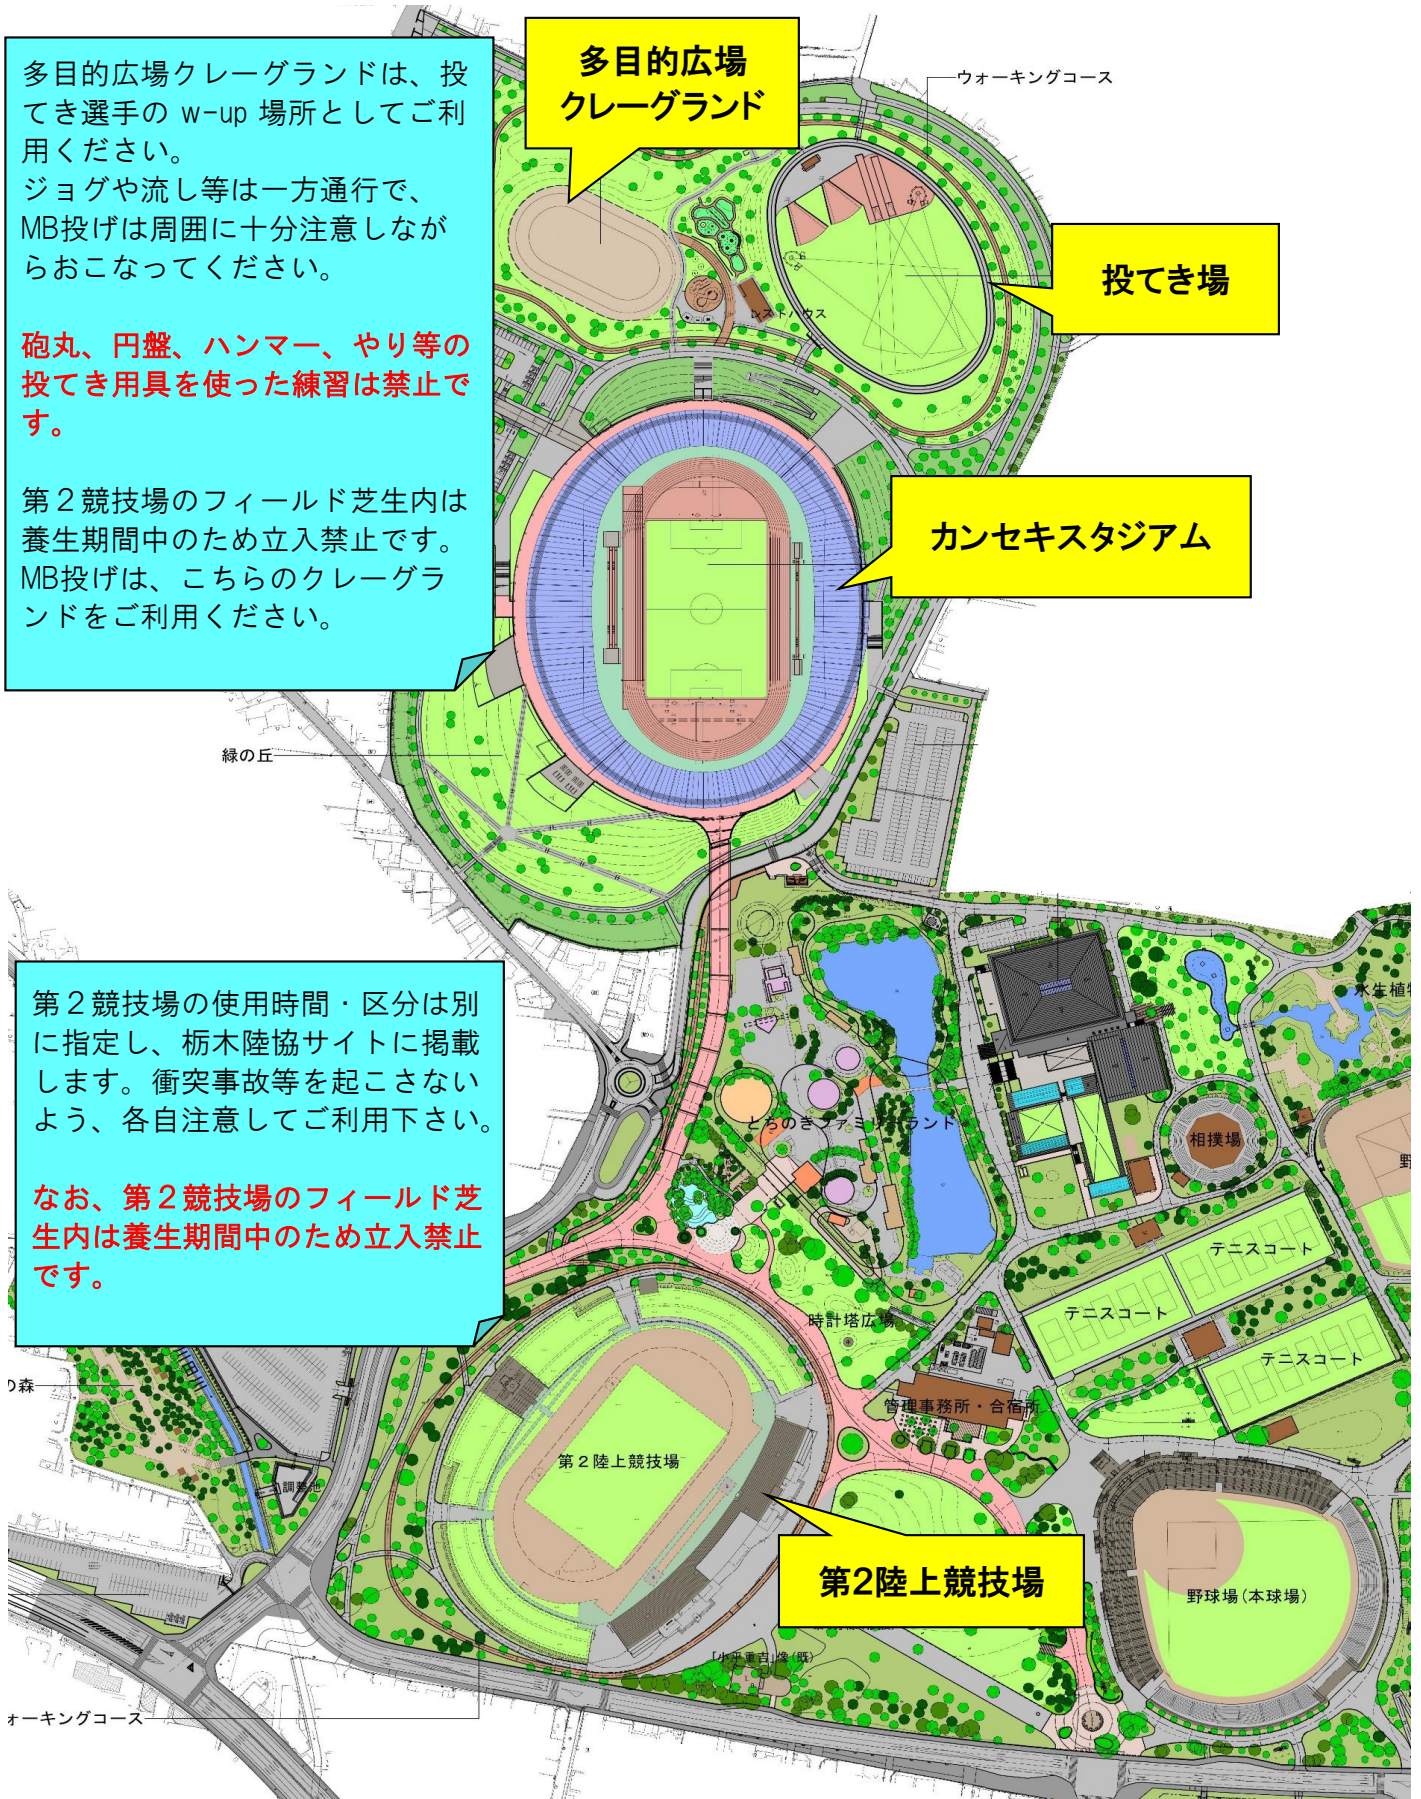 多目的広場クレーグランドは、投
てき選手の w-up 場所としてご利
用ください。
ジョグや流し等は一方通行で、
MB投げは周囲に十分注意しなが
らおこなってください。
砲丸、円盤、ハンマー、やり等の
投てき用具を使った練習は禁止で
す。
第２競技場のフィールド芝生内は
養生期間中のため立入禁止です。
MB投げは、こちらのクレーグラ
ンドをご利用ください。
多目的広場
クレーグランド
ウォーキングコース
投てき場
レストハウス
カンセキスタジアム
緑の丘
第２競技場の使用時間・区分は別
に指定し、栃木陸協サイトに掲載
します。衝突事故等を起こさない
よう、各自注意してご利用下さい。
なお、第２競技場のフィールド芝
生内は養生期間中のため立入禁止
です。
水生植
とちのきファミリーランド
相撲場
野
テニスコート
テニスコート
テニスコート
時計塔広場
管理事務所・合宿所
の森
調整池
第２陸上競技場
第2陸上競技場
野球場(本球場)
「小平重吉」像(既)
ォーキングコース